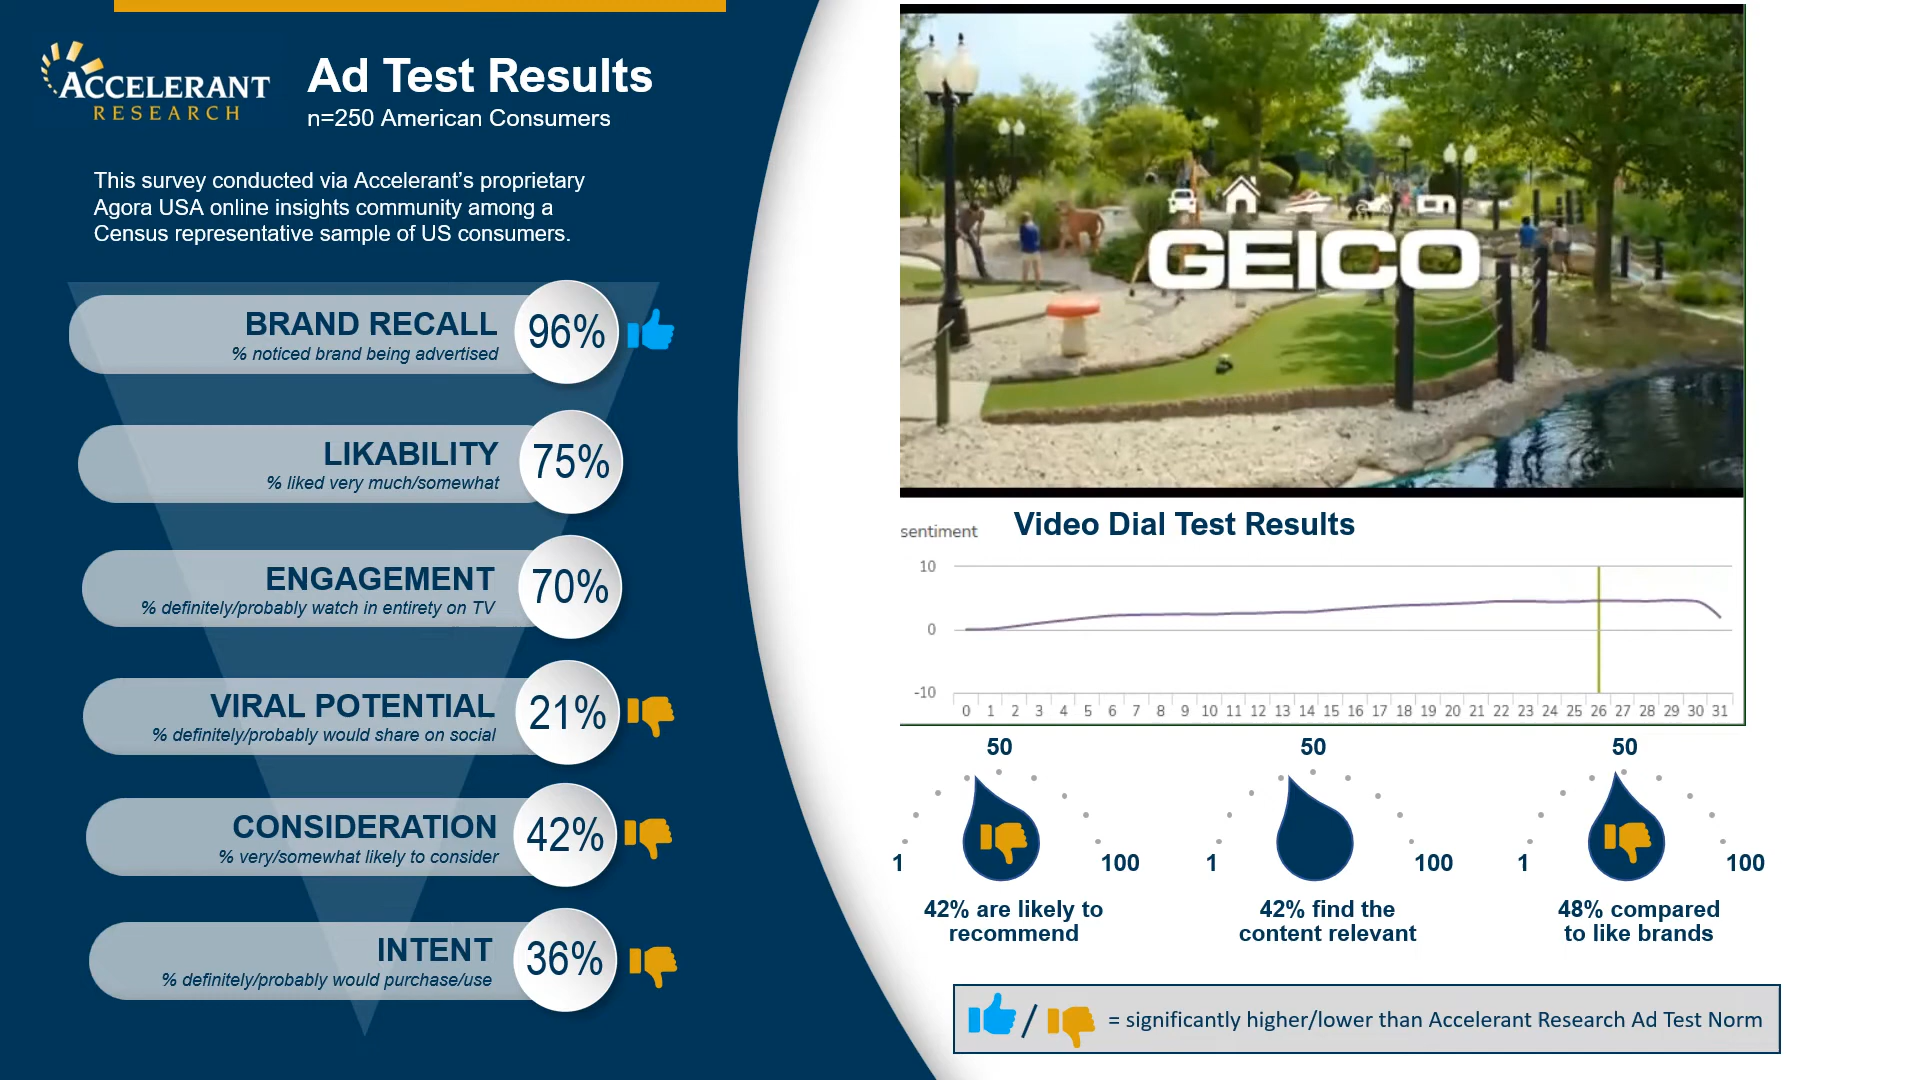 ACCELERANT
RESEARCH
Ad Test Results
n=250 American Consumers
This survey conducted via Accelerant's proprietary
Agora USA online insights community among a
Census representative sample of US consumers.
BRAND RECALL
% noticed brand being advertised
96%
LIKABILITY
% liked very much/somewhat
75%
ENGAGEMENT
% definitely/probably watch in entirety on TV
70%
VIRAL POTENTIAL
% definitely/probably would share on social
21%
CONSIDERATION
% very/somewhat likely to consider
42%
INTENT
% definitely/probably would purchase/use
36%
GEICO
sentiment
Video Dial Test Results
10
0
-10
0 1 2 3 4 5 6 7 8 9 10 11 12 13 14 15 16 17 18 19 20 21 22 23 24 25 26 27 28 29 30 31
50
1
100
42% are likely to
recommend
50
1
100
42% find the
content relevant
50
1
100
48% compared
to like brands
/ = significantly higher/lower than Accelerant Research Ad Test Norm